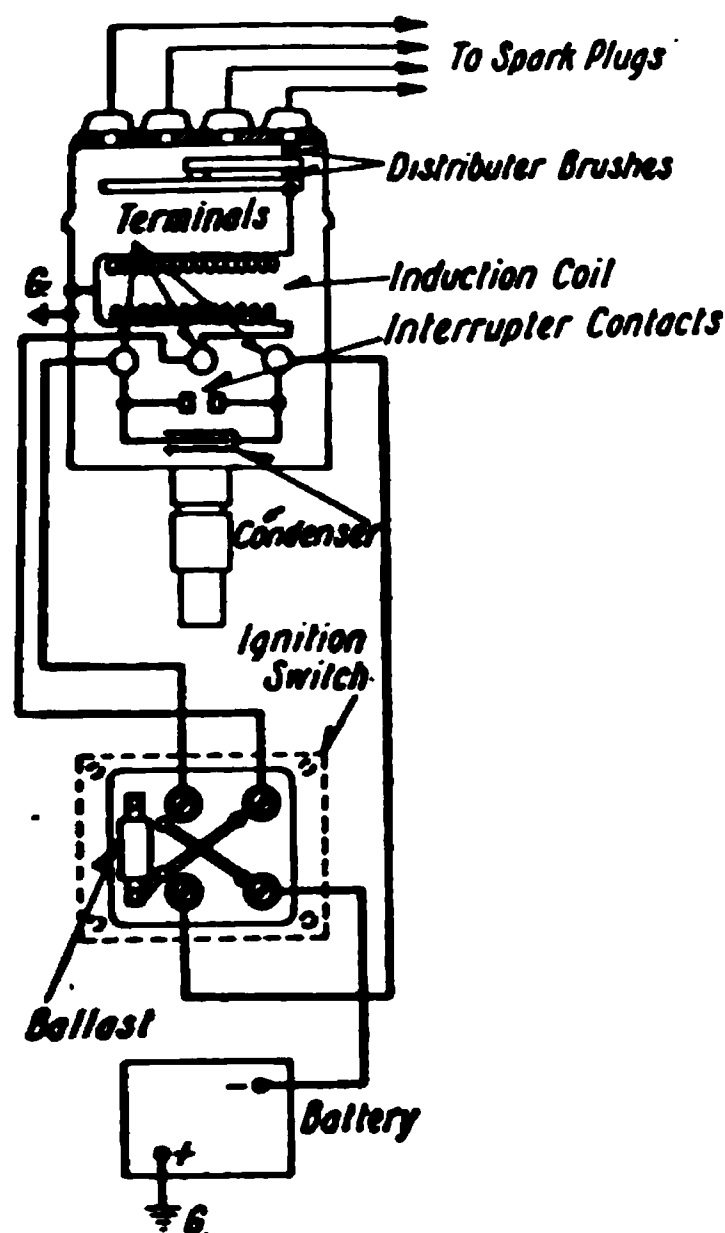 To Spark Plugs
Distributer Brushes
Terminals
G.
Induction Coil
Interrupter Contacts
Condenser
Ignition
Switch
Ballast
-
Battery
+
G.